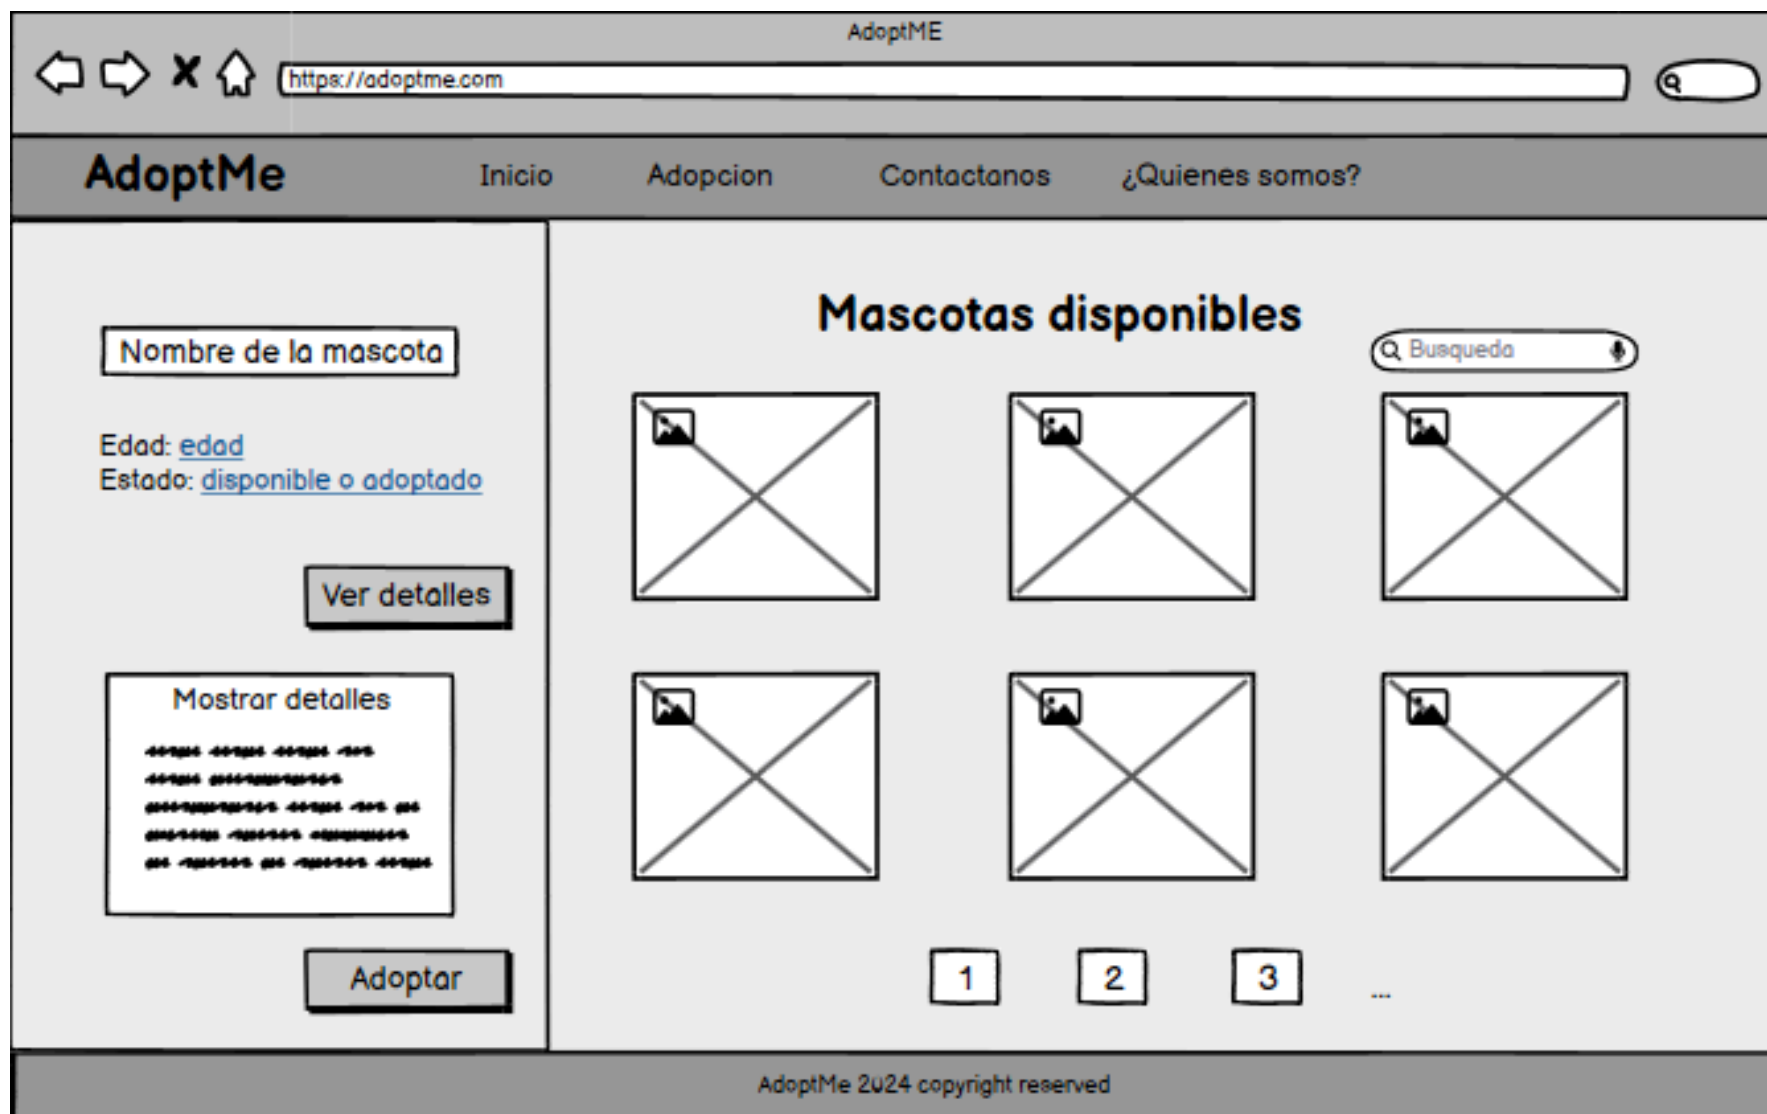 AdoptME
https://adoptme.com
AdoptMe
Inicio
Adopcion
Contactanos
¿Quienes somos?
Nombre de la mascota
Edad: edad
Estado: disponible o adoptado
Ver detalles
Mostrar detalles
Adoptar
Mascotas disponibles
Busqueda
1
2
3
...
AdoptMe 2024 copyright reserved